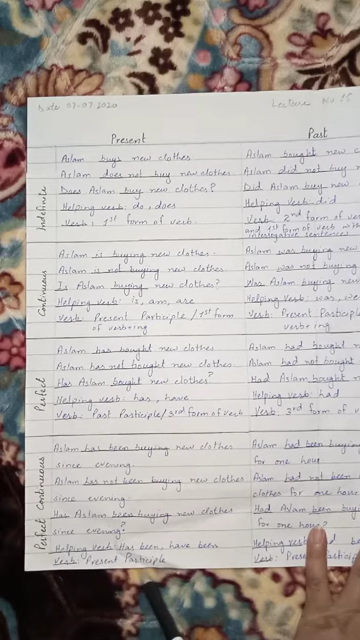 Date 07-07-2020
Lecture No 15
Present
Past
Indefinite
Aslam buys new clothes
Aslam does not buy new clothes
Does Aslam buy new clothes?
Helping verb: do, does
Verb: 1st form of verb.
Aslam bought new
Aslam did not buy
Did Aslam buy new
Helping verb: did
Verb: 2nd form of
and 1st form of verb
interrogative sentences
Continuous
Aslam is buying new clothes.
Aslam is not buying new clothes.
Is Aslam buying new clothes?
Helping verb: is, am, are
Verb: Present Participle / 1st form
of verb+ing
Aslam was buying new
Aslam was not buying
Was Aslam buying new
Helping verb: was,
Verb: Present
verb+ing
Perfect
Aslam has bought new clothes
Aslam has not bought new clothes.
Has Aslam bought new clothes?
Helping verb: has, have
Verb: Past Participle/3rd form of verb
Aslam had bought
Aslam had not bought
Had Aslam bought
Helping verb: had
Verb: 3rd form of
Perfect Continuous
Aslam has been buying new clothes
since evening.
Aslam has not been buying new clothes
since evening.
Has Aslam been buying new clothes
since evening?
Helping verb Has been, have been
Verb: Present Participle
Aslam had been buying
for one hour
Aslam had not been
clothes for one hour
Had Aslam been
for one hour?
Helping verb
Verb: